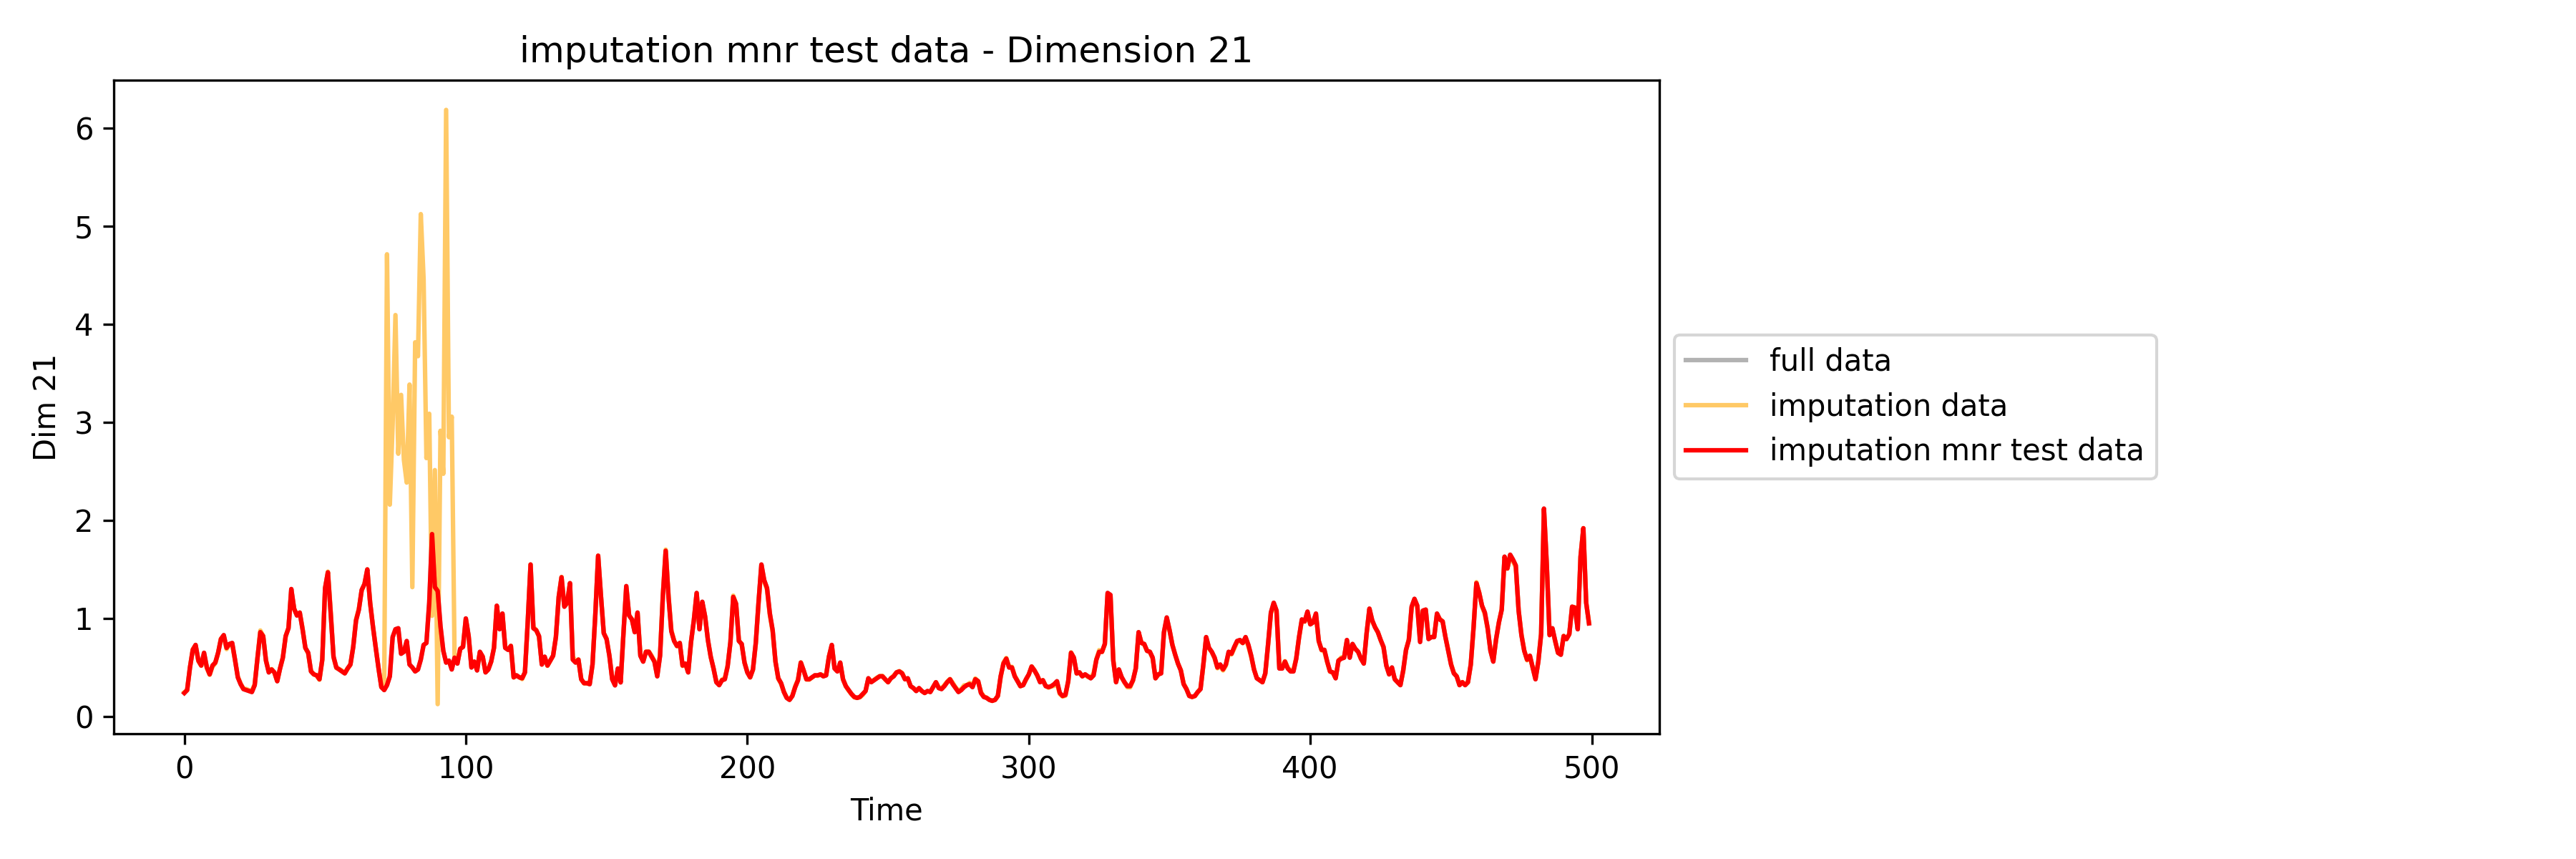 imputation mnr test data - Dimension 21
6
5
4
3
2
1
0
Dim 21
0 100 200 300 400 500
Time
full data
imputation data
imputation mnr test data